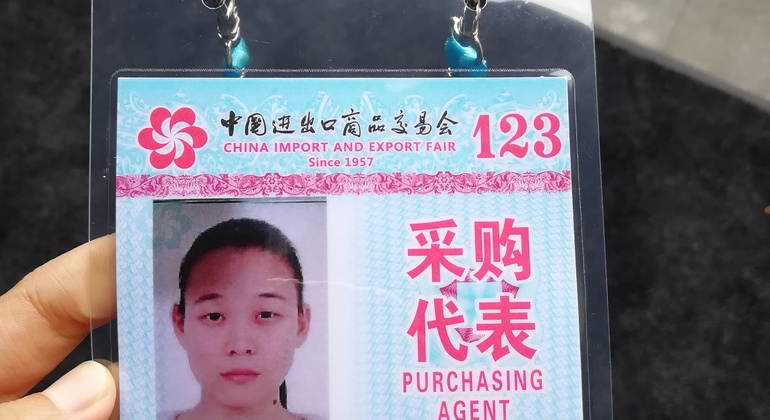 中国进出口商品交易会
CHINA IMPORT AND EXPORT FAIR
Since 1957
123
采购
代表
PURCHASING
AGENT